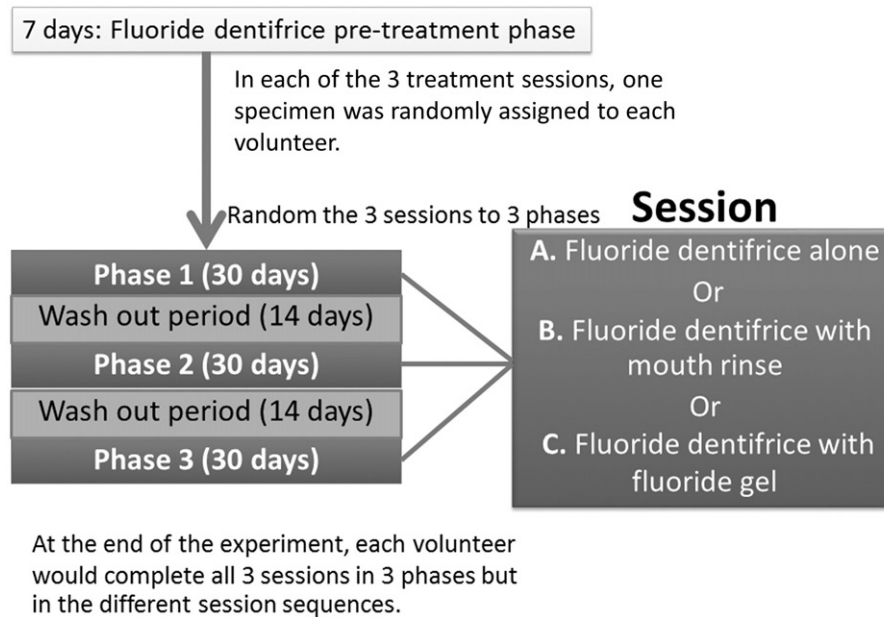 7 days: Fluoride dentifrice pre-treatment phase
In each of the 3 treatment sessions, one
specimen was randomly assigned to each
volunteer.
Random the 3 sessions to 3 phases
Session
Phase 1 (30 days)
Wash out period (14 days)
Phase 2 (30 days)
Wash out period (14 days)
Phase 3 (30 days)
A. Fluoride dentifrice alone
Or
B. Fluoride dentifrice with
mouth rinse
Or
C. Fluoride dentifrice with
fluoride gel
At the end of the experiment, each volunteer
would complete all 3 sessions in 3 phases but
in the different session sequences.